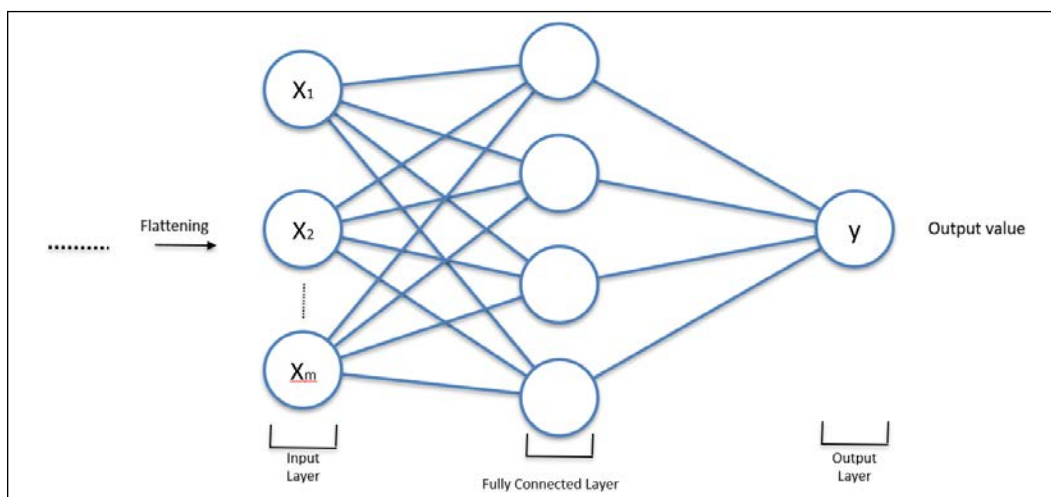 X1
Flattening
X2
y
Output value
Xm
Input
Layer
Fully Connected Layer
Output
Layer